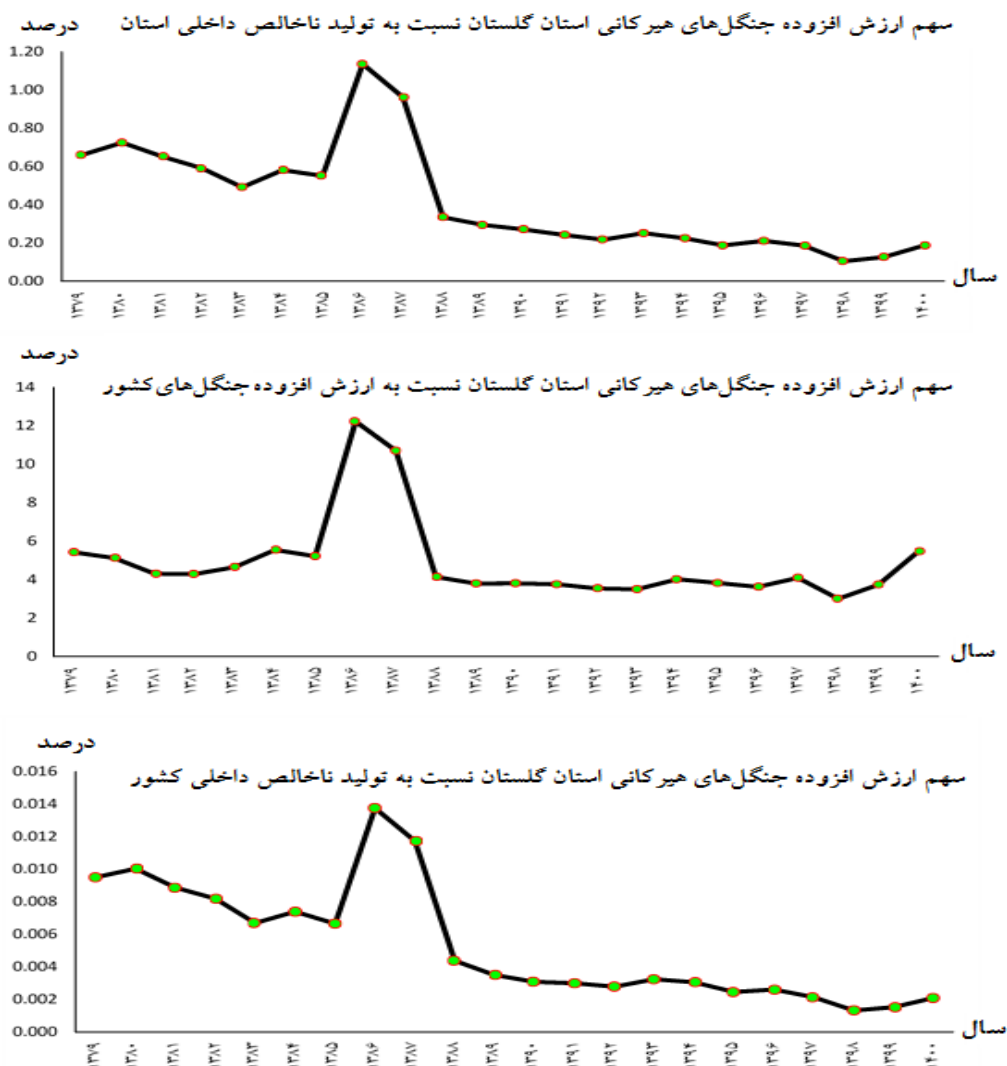 سهم ارزش افزوده جنگل‌های هیرکانی استان گلستان نسبت به تولید ناخالص داخلی استان
درصد
1.20
1.00
0.80
0.60
0.40
0.20
0.00
سال
۱۳۷۹ ۱۳۸۰ ۱۳۸۱ ۱۳۸۲ ۱۳۸۳ ۱۳۸۴ ۱۳۸۵ ۱۳۸۶ ۱۳۸۷ ۱۳۸۸ ۱۳۸۹ ۱۳۹۰ ۱۳۹۱ ۱۳۹۲ ۱۳۹۳ ۱۳۹۴ ۱۳۹۵ ۱۳۹۶ ۱۳۹۷ ۱۳۹۸ ۱۳۹۹ ۱۴۰۰
درصد
سهم ارزش افزوده جنگل‌های هیرکانی استان گلستان نسبت به ارزش افزوده جنگل‌های کشور
14
12
10
8
6
4
2
0
سال
۱۳۷۹ ۱۳۸۰ ۱۳۸۱ ۱۳۸۲ ۱۳۸۳ ۱۳۸۴ ۱۳۸۵ ۱۳۸۶ ۱۳۸۷ ۱۳۸۸ ۱۳۸۹ ۱۳۹۰ ۱۳۹۱ ۱۳۹۲ ۱۳۹۳ ۱۳۹۴ ۱۳۹۵ ۱۳۹۶ ۱۳۹۷ ۱۳۹۸ ۱۳۹۹ ۱۴۰۰
درصد
سهم ارزش افزوده جنگل‌های هیرکانی استان گلستان نسبت به تولید ناخالص داخلی کشور
0.016
0.014
0.012
0.010
0.008
0.006
0.004
0.002
0.000
سال
۱۳۷۹ ۱۳۸۰ ۱۳۸۱ ۱۳۸۲ ۱۳۸۳ ۱۳۸۴ ۱۳۸۵ ۱۳۸۶ ۱۳۸۷ ۱۳۸۸ ۱۳۸۹ ۱۳۹۰ ۱۳۹۱ ۱۳۹۲ ۱۳۹۳ ۱۳۹۴ ۱۳۹۵ ۱۳۹۶ ۱۳۹۷ ۱۳۹۸ ۱۳۹۹ ۱۴۰۰